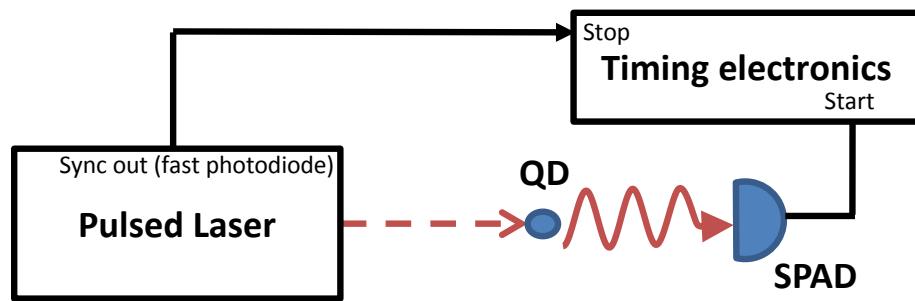 Stop
Timing electronics
Start
Sync out (fast photodiode)
Pulsed Laser
QD
SPAD